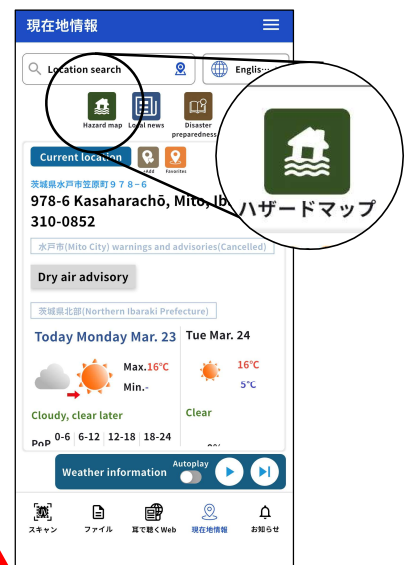 現在地情報
Location search
Englis…
Hazard map
Local news
Disaster
preparedness
ハザードマップ
Current location
+Add
Favorites
茨城県水戸市笠原町９７８−６
978-6 Kasaharachō, Mito, Ib
310-0852
水戸市(Mito City) warnings and advisories(Cancelled)
Dry air advisory
茨城県北部(Northern Ibaraki Prefecture)
Today Monday Mar. 23
Tue Mar. 24
Max.16℃
Min.-
16℃
5℃
Cloudy, clear later
Clear
PoP 0-6 6-12 12-18 18-24
Weather information
Autoplay
スキャン
ファイル
耳で聴くWeb
現在地情報
お知らせ